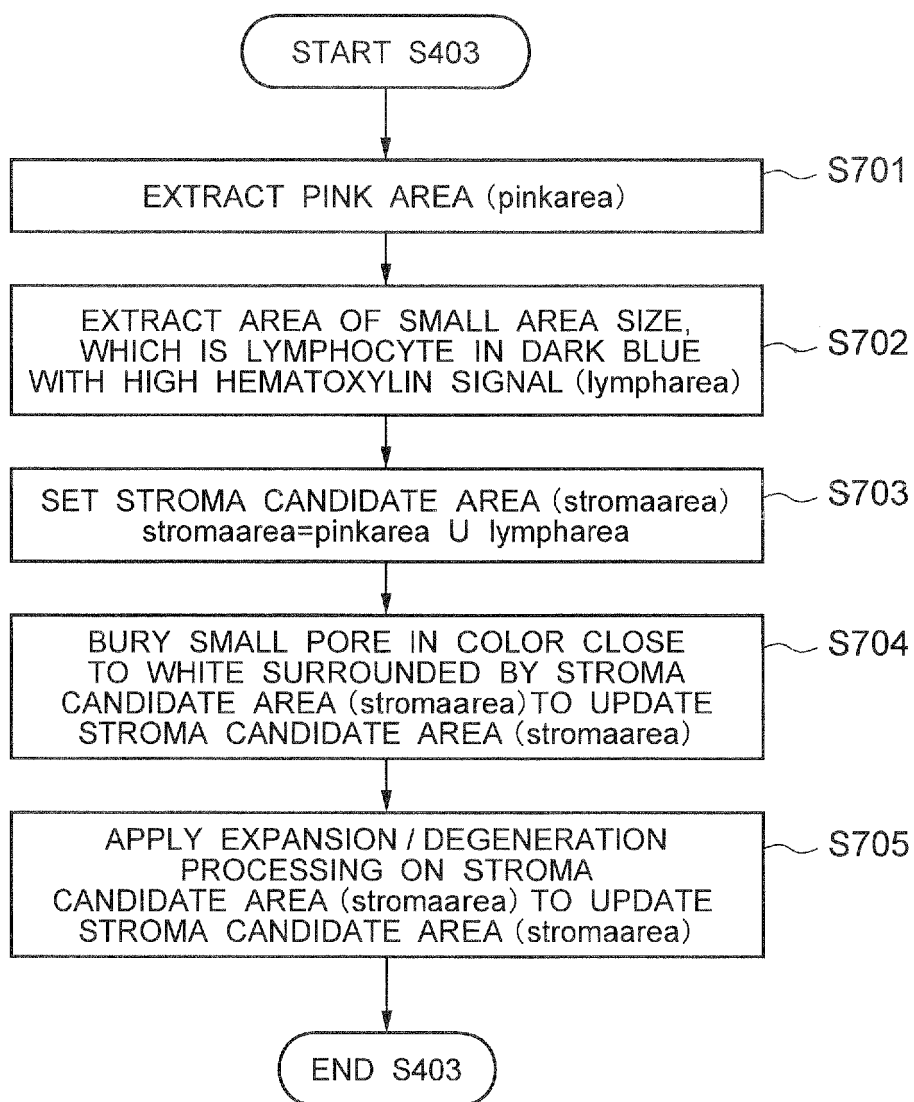 START S403
EXTRACT PINK AREA (pinkarea)
S701
EXTRACT AREA OF SMALL AREA SIZE,
WHICH IS LYMPHOCYTE IN DARK BLUE
WITH HIGH HEMATOXYLIN SIGNAL (lympharea)
S702
SET STROMA CANDIDATE AREA (stromaarea)
stromaarea=pinkarea U lympharea
S703
BURY SMALL PORE IN COLOR CLOSE
TO WHITE SURROUNDED BY STROMA
CANDIDATE AREA (stromaarea) TO UPDATE
STROMA CANDIDATE AREA (stromaarea)
S704
APPLY EXPANSION / DEGENERATION
PROCESSING ON STROMA
CANDIDATE AREA (stromaarea) TO UPDATE
STROMA CANDIDATE AREA (stromaarea)
S705
END S403